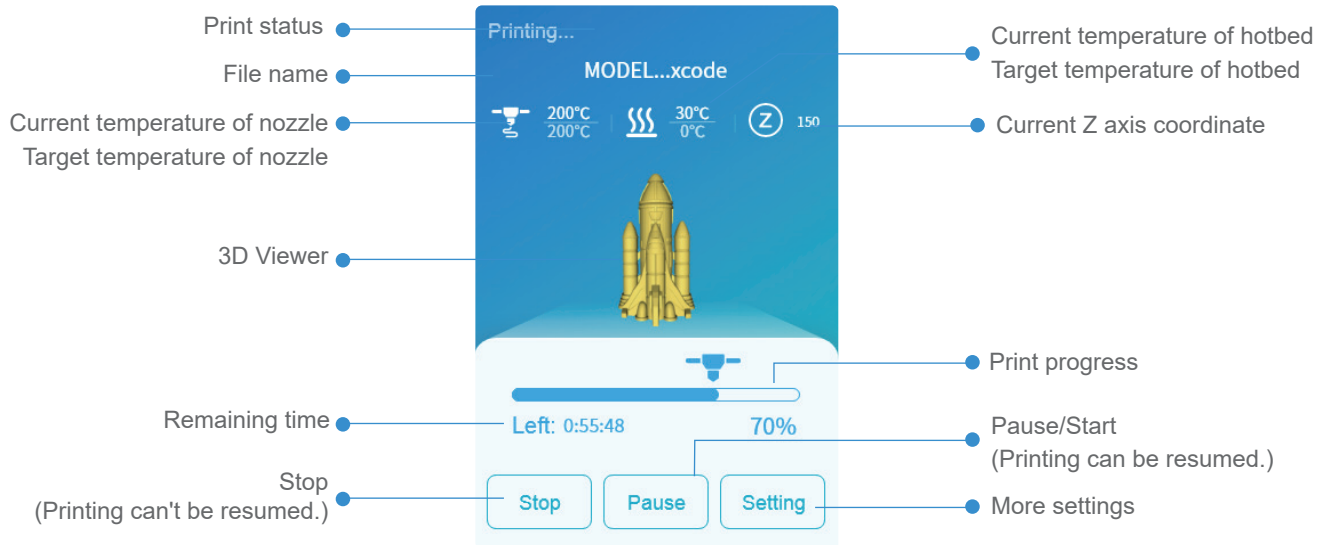 Print status
File name
Current temperature of nozzle
Target temperature of nozzle
3D Viewer
Remaining time
Stop
(Printing can't be resumed.)
Printing...
MODEL...xcode
200°C
200°C
30°C
0°C
Z
150
Left: 0:55:48
70%
Stop
Pause
Setting
Current temperature of hotbed
Target temperature of hotbed
Current Z axis coordinate
Print progress
Pause/Start
(Printing can be resumed.)
More settings